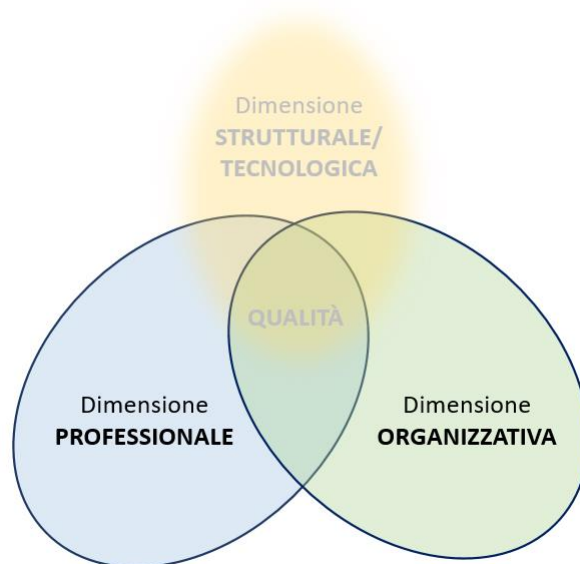 Dimensione
STRUTTURALE/
TECNOLOGICA
QUALITÀ
Dimensione
PROFESSIONALE
Dimensione
ORGANIZZATIVA